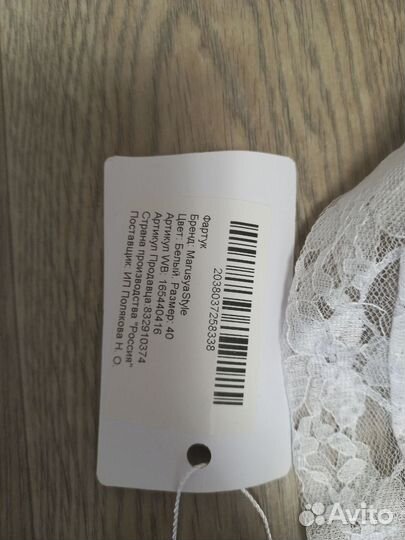 2038037258338
Фартук
Бренд: MarusyaStyle
Цвет: Белый, Размер: 40
Артикул WB: 165440416
Артикул Продавца:832910374
Страна производства "Россия"
Поставщик: ИП Полякова Н. О.
Avito